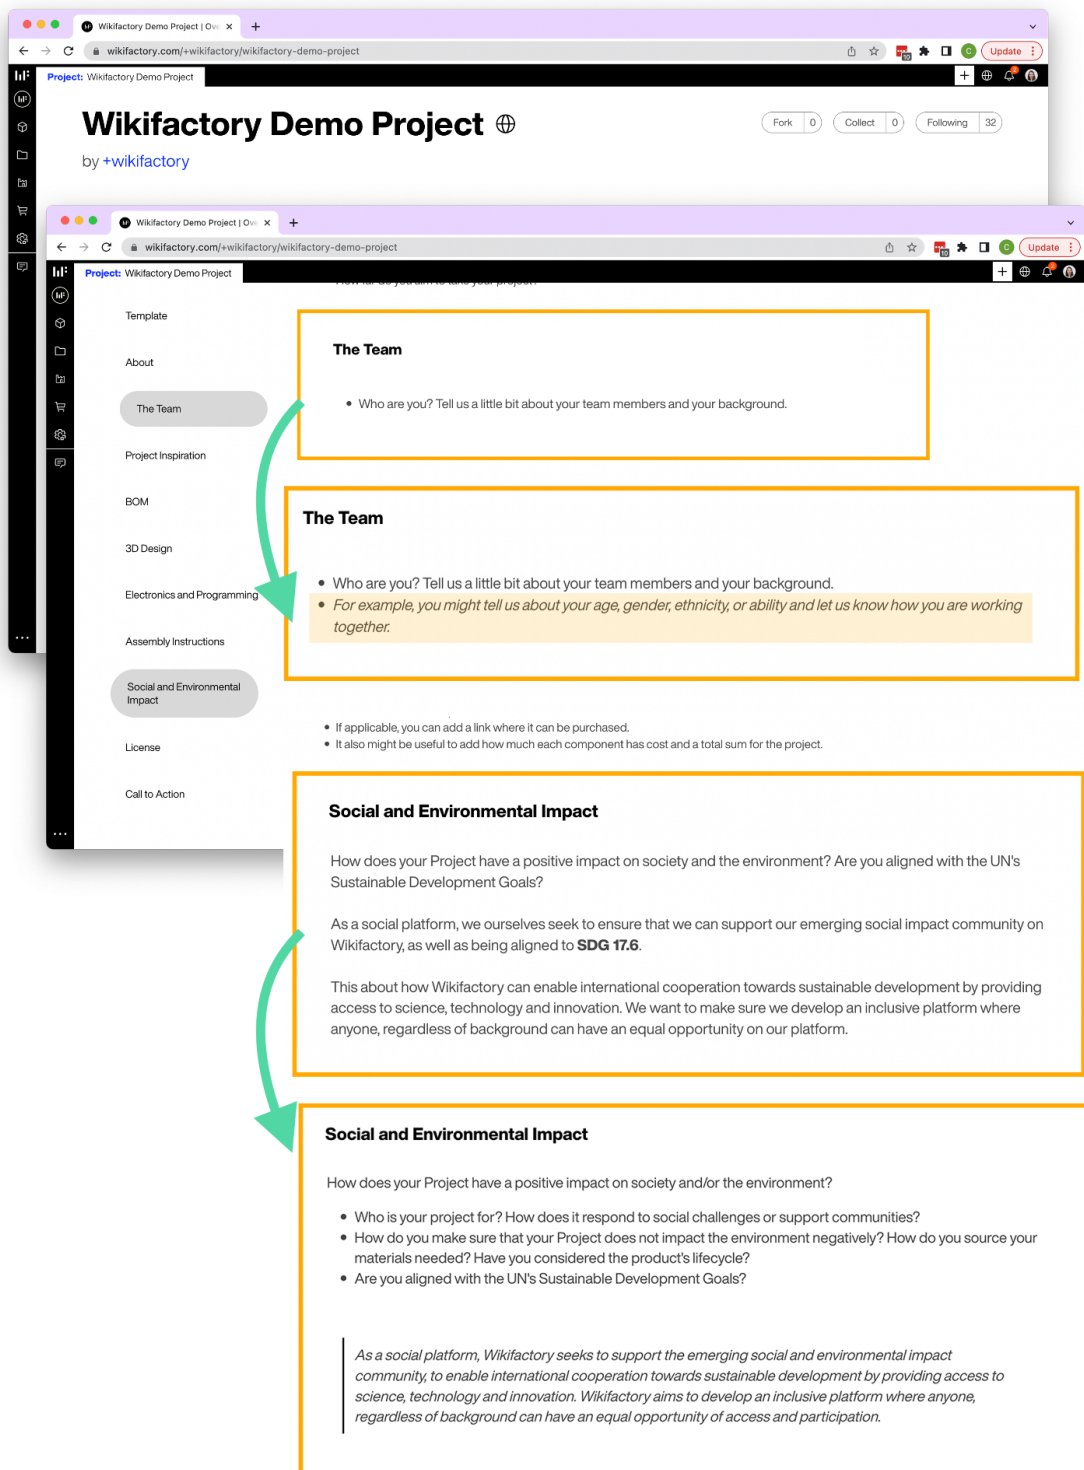 Wikifactory Demo Project | Ove
wikifactory.com/+wikifactory/wikifactory-demo-project
10
C
Update
Project: Wikifactory Demo Project
Wikifactory Demo Project
Fork 0
Collect 0
Following 32
by +wikifactory
Wikifactory Demo Project | Ove
wikifactory.com/+wikifactory/wikifactory-demo-project
10
C
Update
Project: Wikifactory Demo Project
Template
About
The Team
Project Inspiration
BOM
3D Design
Electronics and Programming
Assembly Instructions
Social and Environmental
Impact
License
Call to Action
How far do you aim to take your project?
The Team
• Who are you? Tell us a little bit about your team members and your background.
The Team
• Who are you? Tell us a little bit about your team members and your background.
• For example, you might tell us about your age, gender, ethnicity, or ability and let us know how you are working
together.
• If applicable, you can add a link where it can be purchased.
• It also might be useful to add how much each component has cost and a total sum for the project.
Social and Environmental Impact
How does your Project have a positive impact on society and the environment? Are you aligned with the UN's
Sustainable Development Goals?
As a social platform, we ourselves seek to ensure that we can support our emerging social impact community on
Wikifactory, as well as being aligned to SDG 17.6.
This about how Wikifactory can enable international cooperation towards sustainable development by providing
access to science, technology and innovation. We want to make sure we develop an inclusive platform where
anyone, regardless of background can have an equal opportunity on our platform.
Social and Environmental Impact
How does your Project have a positive impact on society and/or the environment?
• Who is your project for? How does it respond to social challenges or support communities?
• How do you make sure that your Project does not impact the environment negatively? How do you source your
materials needed? Have you considered the product's lifecycle?
• Are you aligned with the UN's Sustainable Development Goals?
As a social platform, Wikifactory seeks to support the emerging social and environmental impact
community, to enable international cooperation towards sustainable development by providing access to
science, technology and innovation. Wikifactory aims to develop an inclusive platform where anyone,
regardless of background can have an equal opportunity of access and participation.